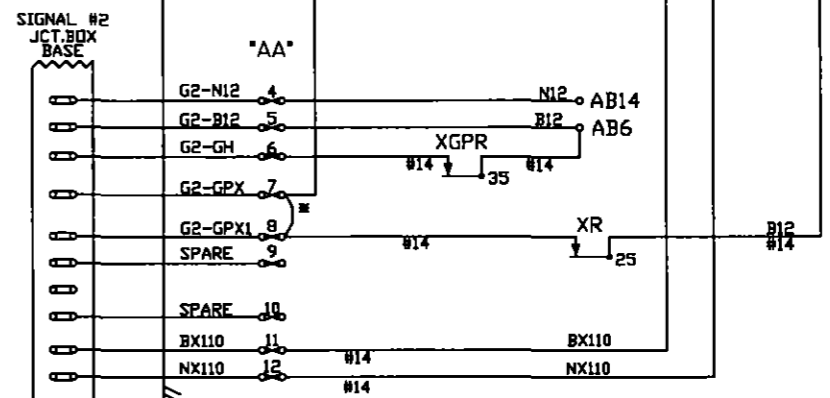 SIGNAL #2
JCT.BOX
BASE
"AA"
G2-N12 4 N12 AB14
G2-B12 5 B12 AB6
G2-GH 6 #14 XGPR 35 #14
G2-GPX 7
※
G2-GPX1 8 #14 XR 25 B12 #14
SPARE 9
SPARE 10
BX110 11 #14 BX110
NX110 12 #14 NX110